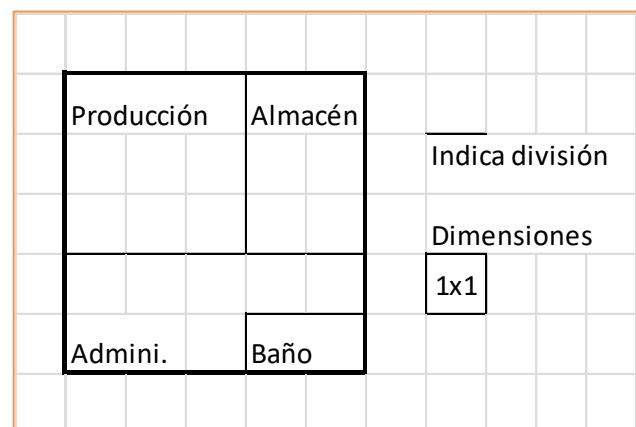 Producción Almacén
Indica división
Dimensiones
1x1
Admini. Baño